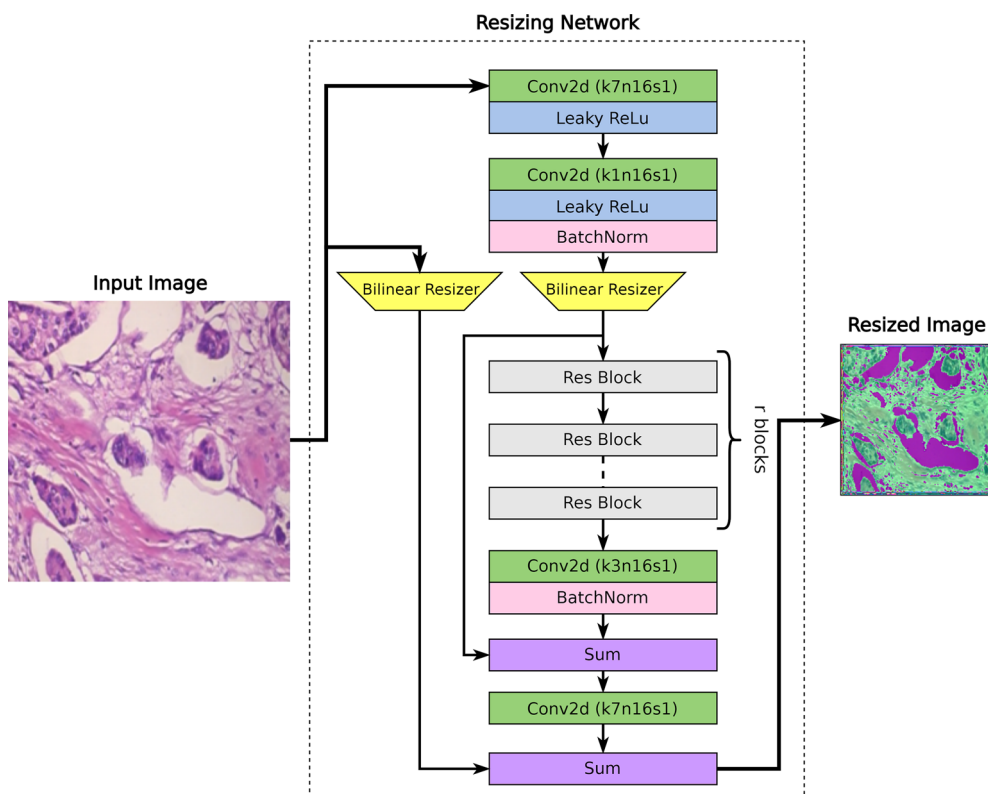 Resizing Network
Conv2d (k7n16s1)
Leaky ReLu
Conv2d (k1n16s1)
Leaky ReLu
BatchNorm
Input Image
Bilinear Resizer
Bilinear Resizer
Resized Image
Res Block
Res Block
Res Block
r blocks
Conv2d (k3n16s1)
BatchNorm
Sum
Conv2d (k7n16s1)
Sum